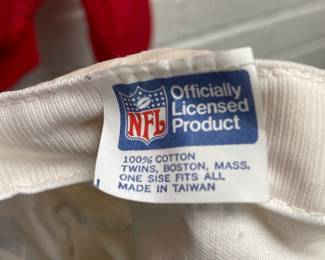 NFL
Officially
Licensed
Product
100% COTTON
TWINS, BOSTON, MASS.
ONE SISE FITS ALL
MADE IN TAIWAN